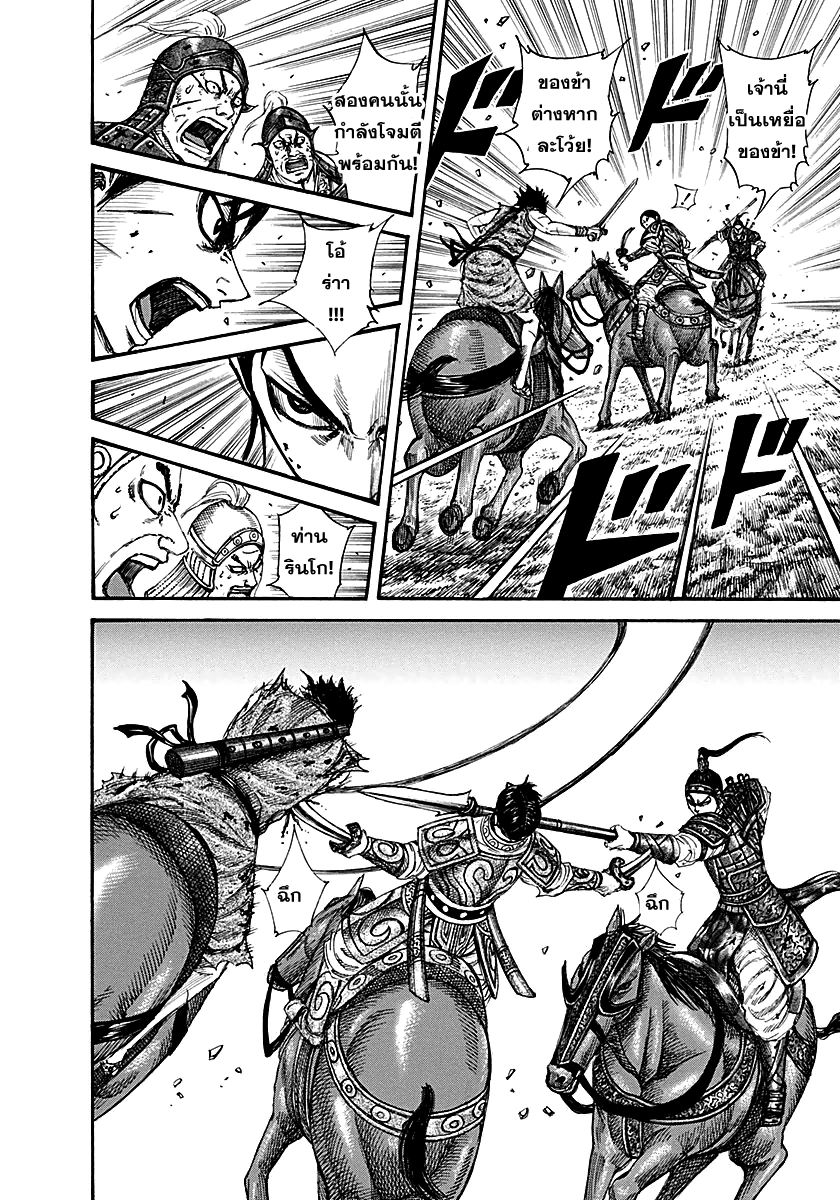 เจ้านี่
เป็นเหยื่อ
ของข้า!
ของข้า
ต่างหาก
ละโว้ย!
ド
ド
ド
ド
สองคนนั้น
กำลังโจมตี
พร้อมกัน!
โอ้
ร่าา
!!!
ท่าน
รินโก!
ฉึก
ฉึก